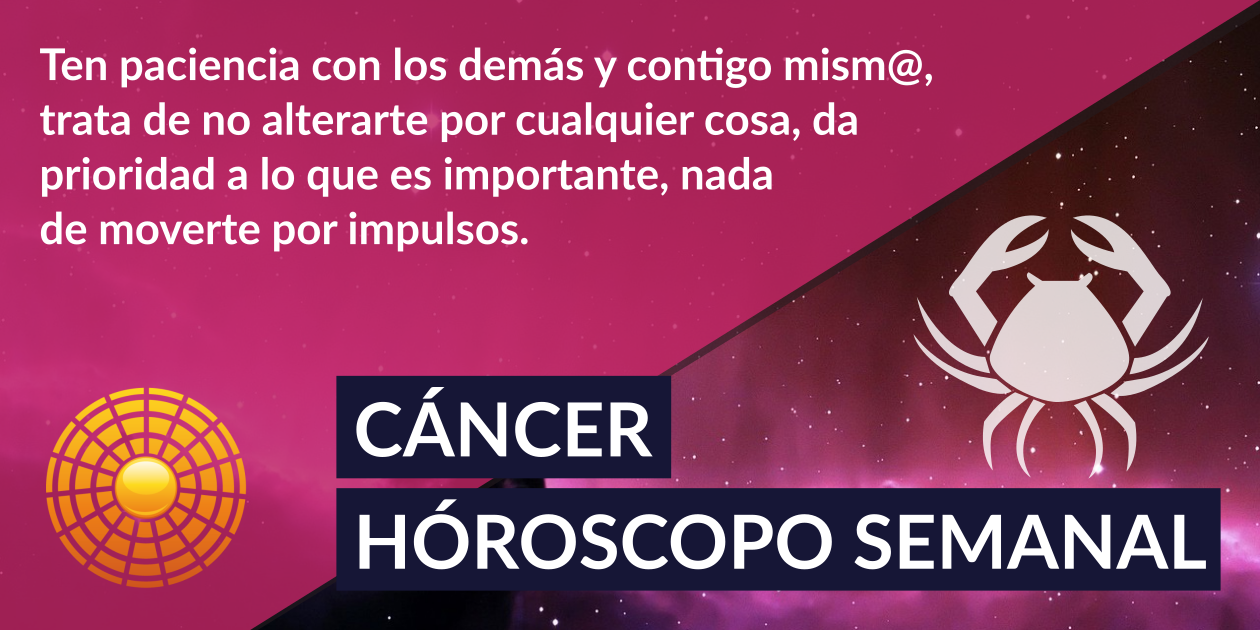 Ten paciencia con los demás y contigo mism@,
trata de no alterarte por cualquier cosa, da
prioridad a lo que es importante, nada
de moverte por impulsos.
CÁNCER
HÓROSCOPO SEMANAL